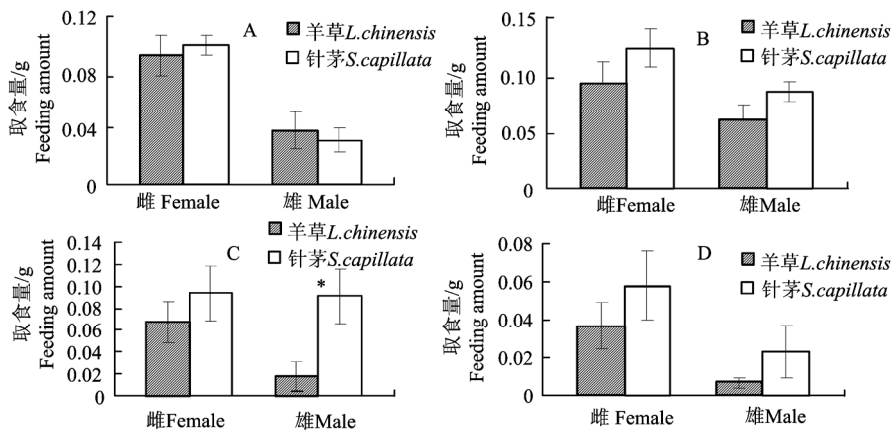 0.12
0.08
0.04
0
取食量/g
Feeding amount
A
羊草L.chinensis
针茅S.capillata
雌 Female
雄 Male
0.15
0.10
0.05
0
取食量/g
Feeding amount
B
羊草L.chinensis
针茅S.capillata
雌Female
雄Male
0.14
0.12
0.10
0.08
0.06
0.04
0.02
0
取食量/g
Feeding amount
C
羊草L.chinensis
针茅S.capillata
*
雌Female
雄Male
0.08
0.06
0.04
0.02
0
取食量/g
Feeding amount
D
羊草L.chinensis
针茅S.capillata
雌 Female
雄Male